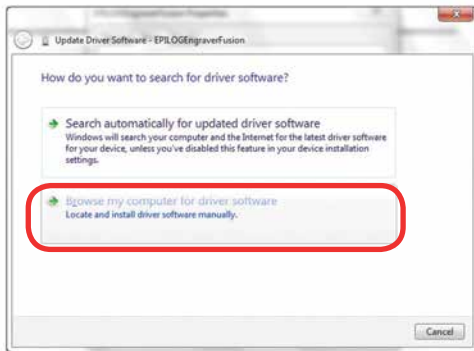 EPILOGEngraverFusion Properties
Update Driver Software - EPILOGEngraverFusion
How do you want to search for driver software?
Search automatically for updated driver software
Windows will search your computer and the Internet for the latest driver software
for your device, unless you've disabled this feature in your device installation
settings.
Browse my computer for driver software
Locate and install driver software manually.
Cancel